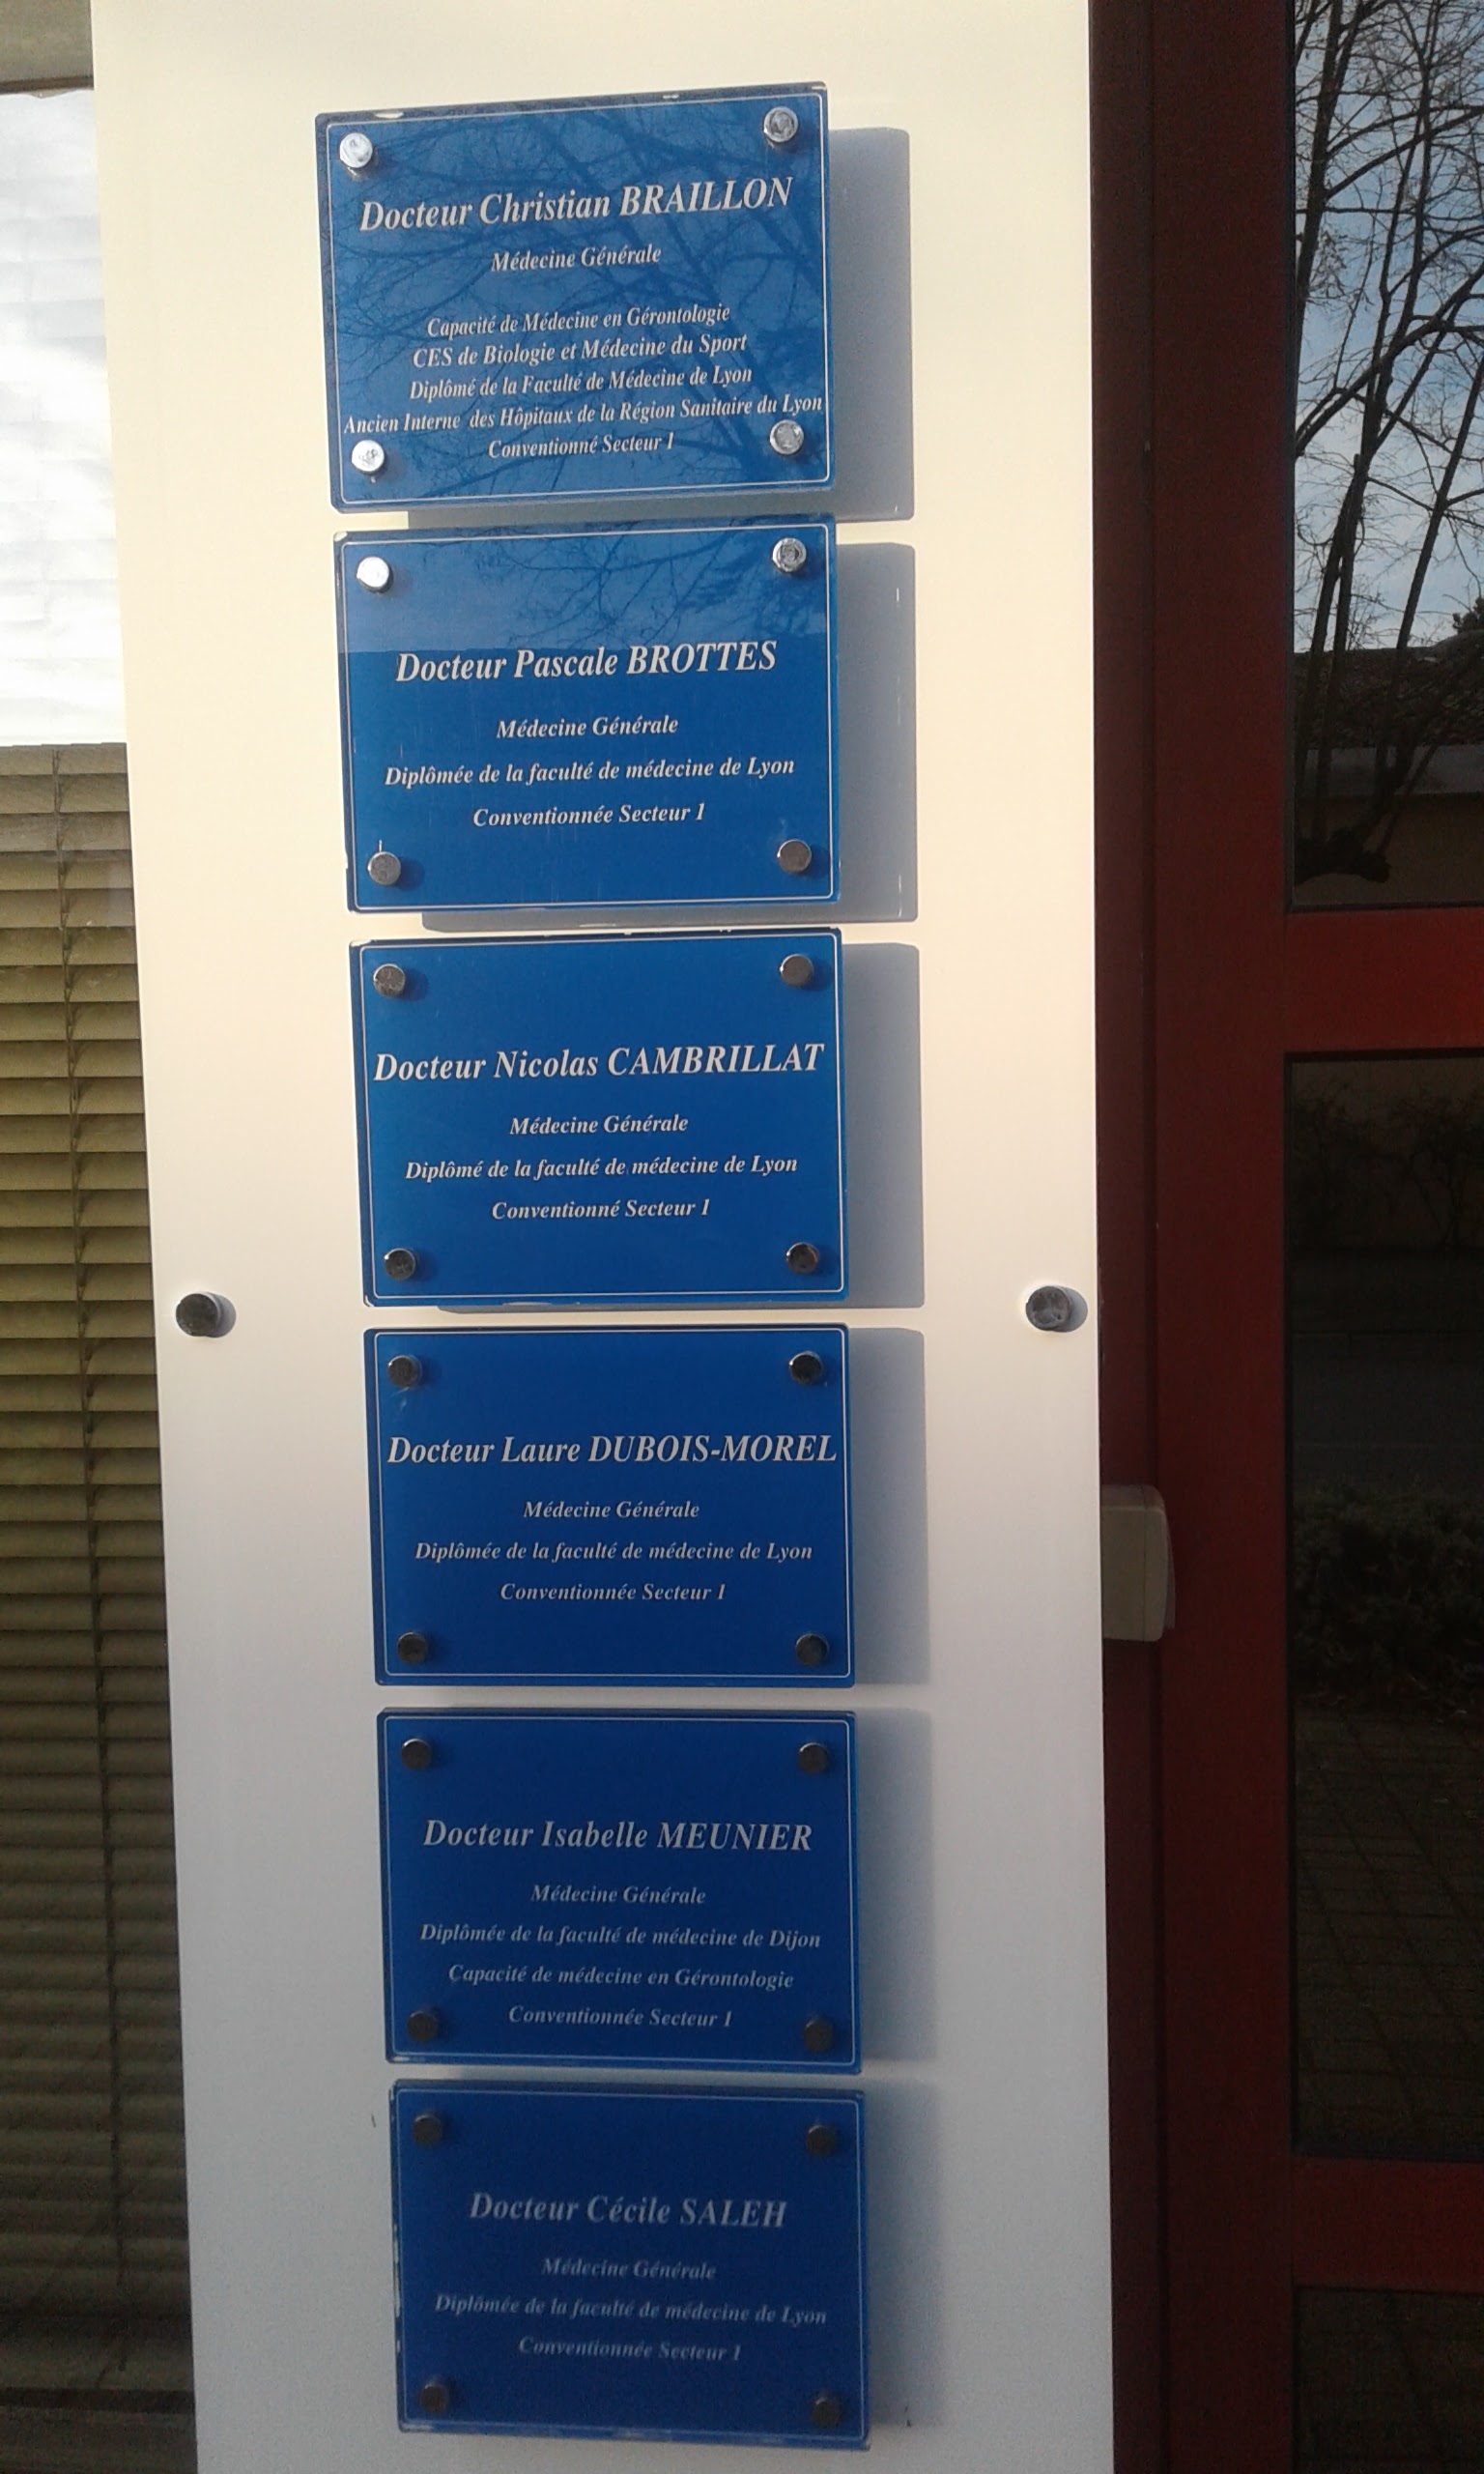 Docteur Christian BRAILLON
Médecine Générale
Capacité de Médecine en Gérontologie
CES de Biologie et Médecine du Sport
Diplômé de la Faculté de Médecine de Lyon
Ancien Interne des Hôpitaux de la Région Sanitaire du Lyon
Conventionné Secteur 1
Docteur Pascale BROTTES
Médecine Générale
Diplômée de la faculté de médecine de Lyon
Conventionnée Secteur 1
Docteur Nicolas CAMBRILLAT
Médecine Générale
Diplômé de la faculté de médecine de Lyon
Conventionné Secteur 1
Docteur Laure DUBOIS-MOREL
Médecine Générale
Diplômée de la faculté de médecine de Lyon
Conventionnée Secteur 1
Docteur Isabelle MEUNIER
Médecine Générale
Diplômée de la faculté de médecine de Dijon
Capacité de médecine en Gérontologie
Conventionnée Secteur 1
Docteur Cécile SALEH
Médecine Générale
Diplômée de la faculté de médecine de Lyon
Conventionnée Secteur 1